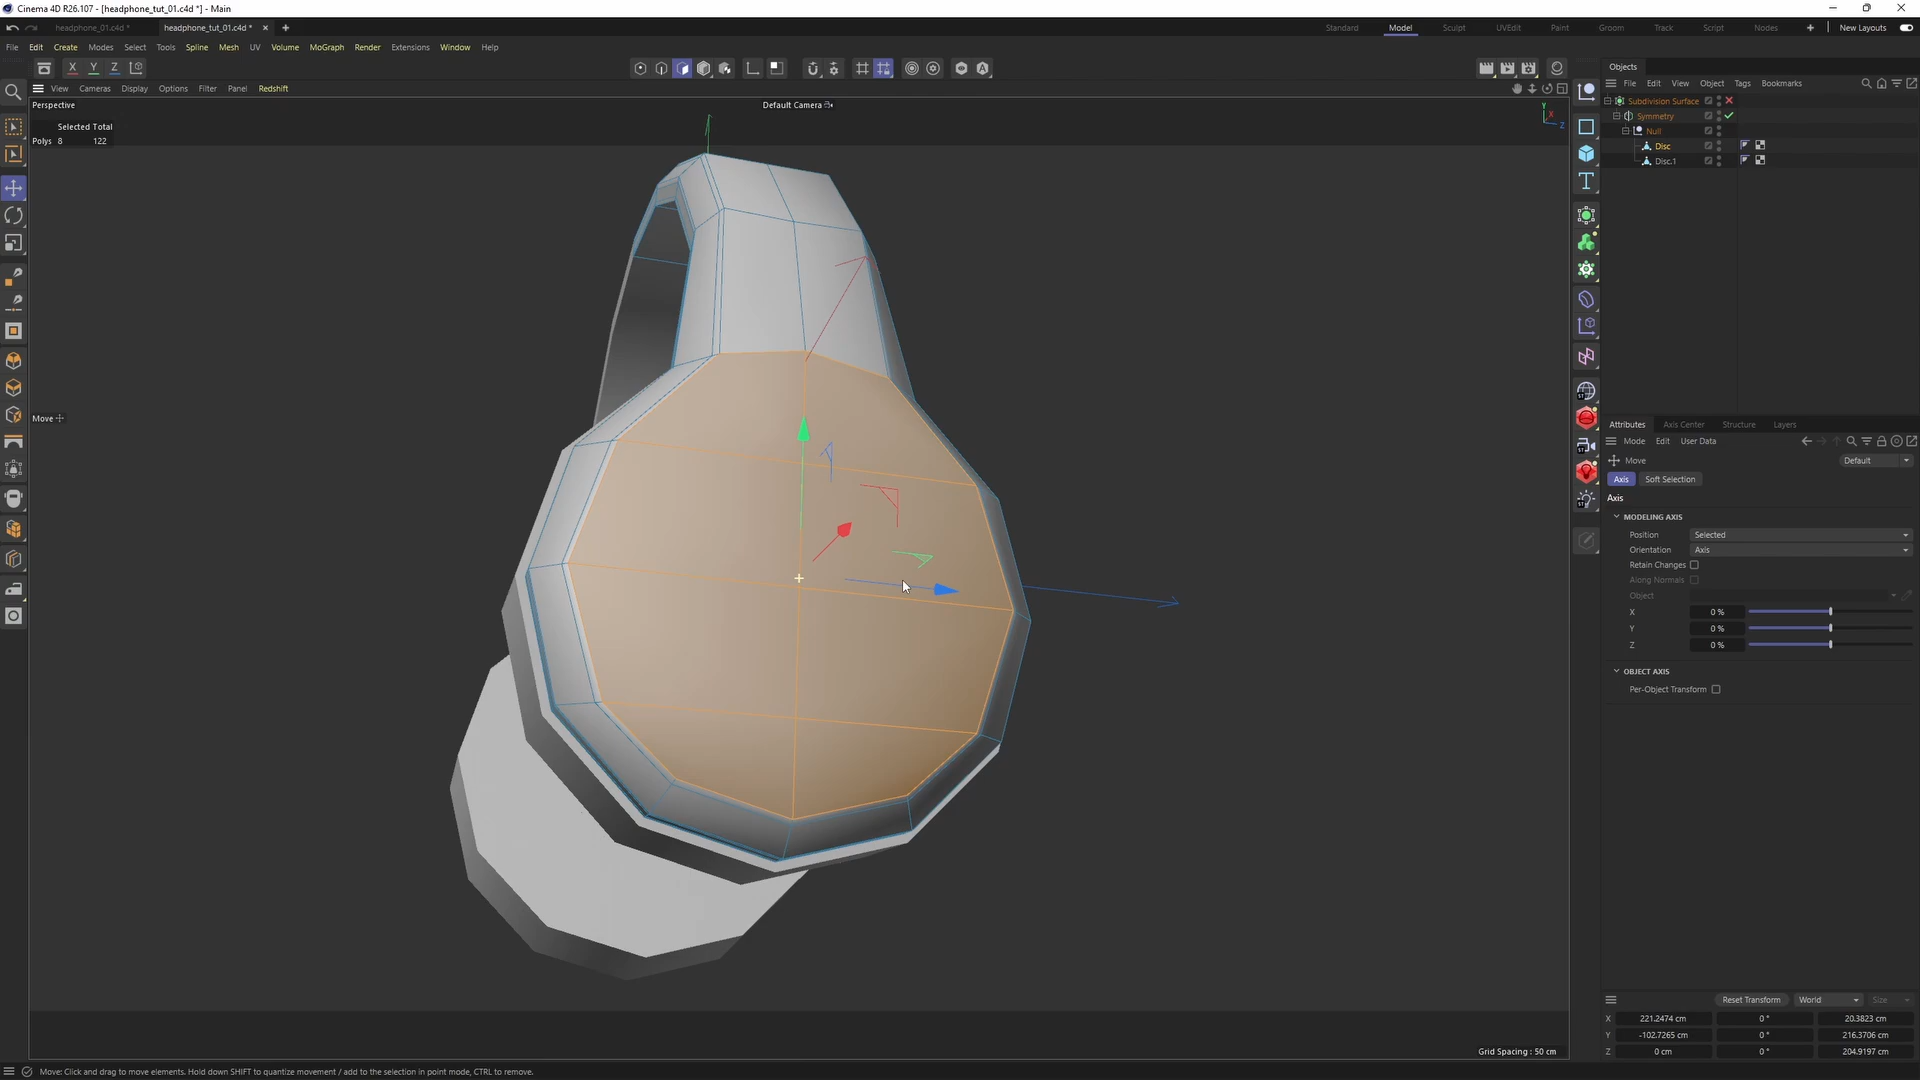 Cinema 4D R26.107 - [headphone_tut_01.c4d *] - Main
headphone_01.c4d *
headphone_tut_01.c4d *
Standard Model Sculpt UVEdit Paint Groom Track Script Nodes New Layouts
File Edit Create Modes Select Tools Spline Mesh UV Volume MoGraph Render Extensions Window Help
X Y Z
View Cameras Display Options Filter Panel Redshift
Perspective
Default Camera
Selected Total
Polys 8 122
Move
Y
X
Z
Grid Spacing : 50 cm
Objects
File Edit View Object Tags Bookmarks
Subdivision Surface
Symmetry
Null
Disc
Disc.1
Attributes Axis Center Structure Layers
Mode Edit User Data
Move
Default
Axis Soft Selection
Axis
MODELING AXIS
Position Selected
Orientation Axis
Retain Changes
Along Normals
Object
X 0 %
Y 0 %
Z 0 %
OBJECT AXIS
Per-Object Transform
Reset Transform World Size
X 221.2474 cm 0 ° 20.3823 cm
Y -102.7265 cm 0 ° 216.3706 cm
Z 0 cm 0 ° 204.9197 cm
Move: Click and drag to move elements. Hold down SHIFT to quantize movement / add to the selection in point mode, CTRL to remove.